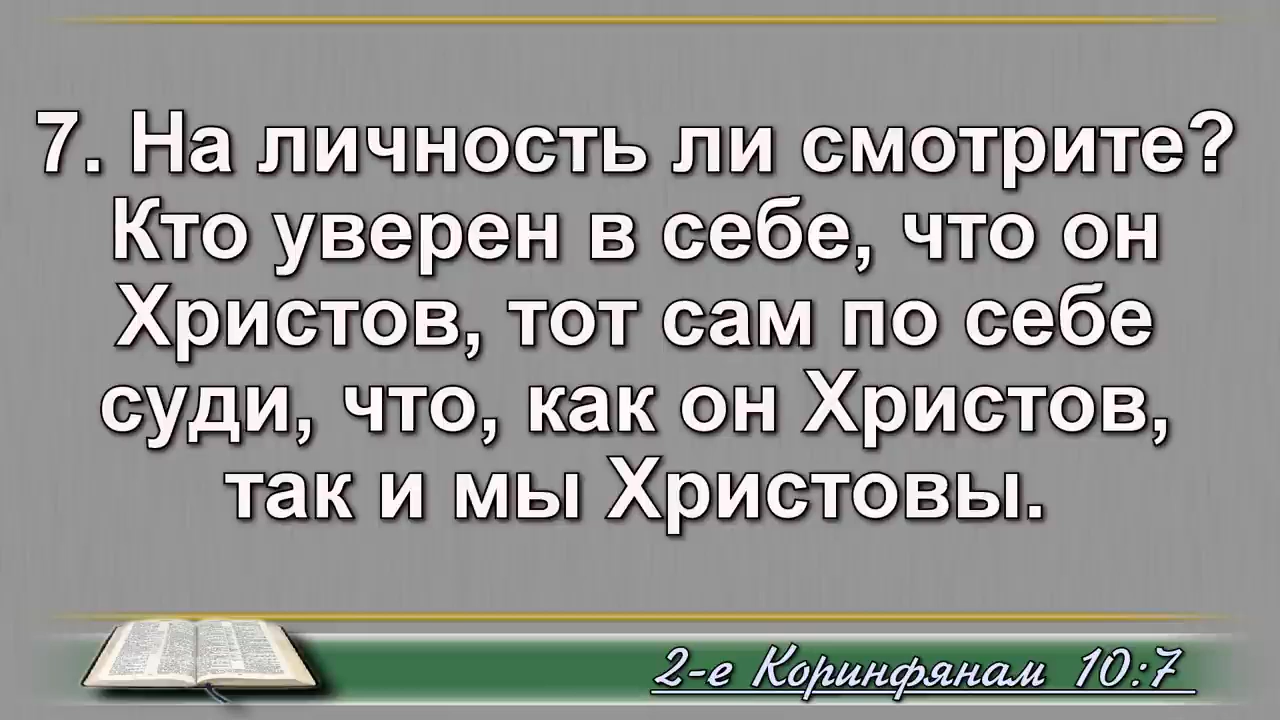 7. На личность ли смотрите?
Кто уверен в себе, что он
Христов, тот сам по себе
суди, что, как он Христов,
так и мы Христовы.
2-е Коринфянам 10:7